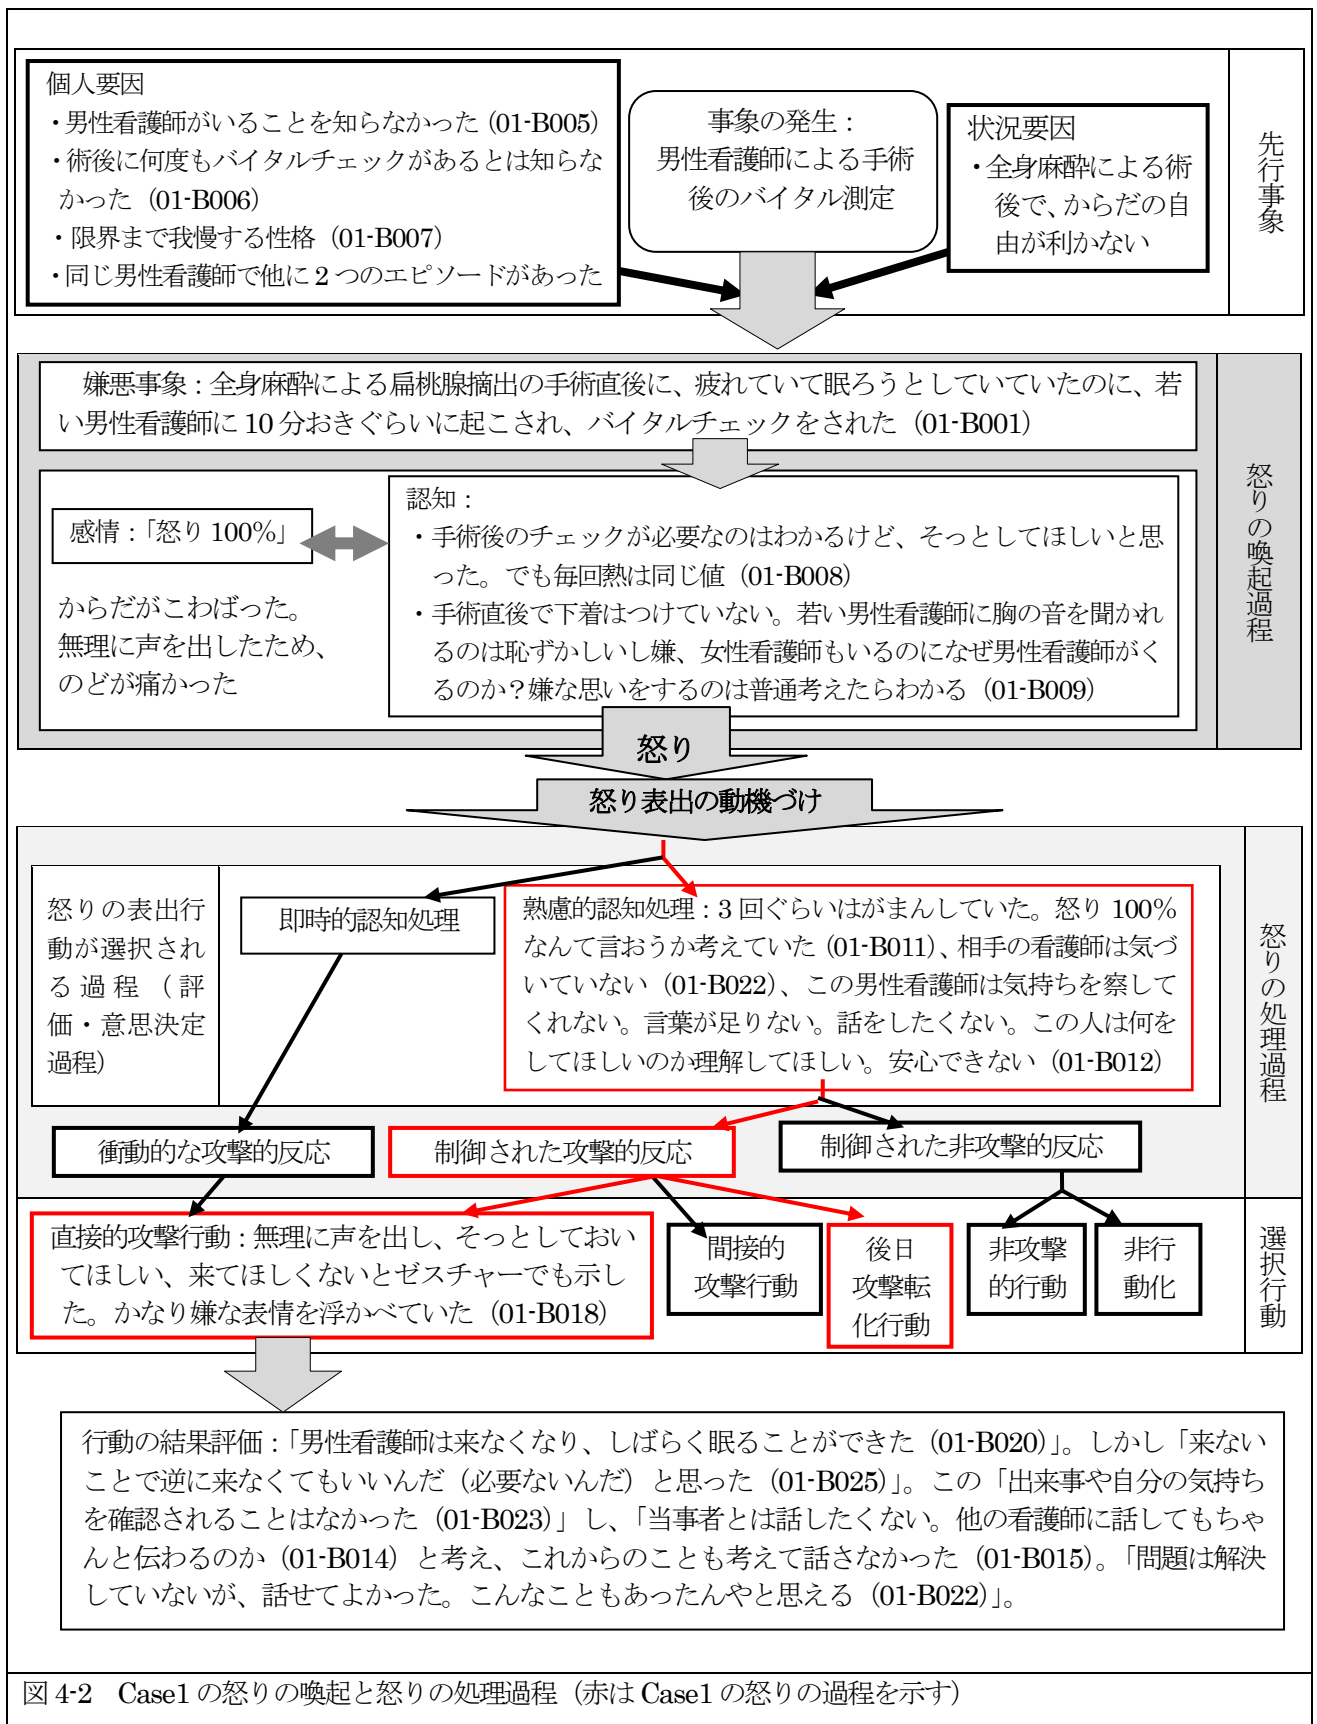 個人要因
・男性看護師がいることを知らなかった（01-B005）
・術後に何度もバイタルチェックがあるとは知らな
かった（01-B006）
・限界まで我慢する性格（01-B007）
・同じ男性看護師で他に2つのエピソードがあった
事象の発生：
男性看護師による手術
後のバイタル測定
状況要因
・全身麻酔による術
後で、からだの自
由が利かない
先行事象
嫌悪事象：全身麻酔による扁桃腺摘出の手術直後に、疲れていて眠ろうとしていていたのに、若
い男性看護師に10分おきぐらいに起こされ、バイタルチェックをされた（01-B001）
感情：「怒り100%」
からだがこわばった。
無理に声を出したため、
のどが痛かった
認知：
・手術後のチェックが必要なのはわかるけど、そっとしてほしいと思
った。でも毎回熱は同じ値（01-B008）
・手術直後で下着はつけていない。若い男性看護師に胸の音を聞かれ
るのは恥ずかしいし嫌、女性看護師もいるのになぜ男性看護師がく
るのか？嫌な思いをするのは普通考えたらわかる（01-B009）
怒りの喚起過程
怒り
怒り表出の動機づけ
怒りの表出行
動が選択され
る過程（評
価・意思決定
過程）
即時的認知処理
熟慮的認知処理：3回ぐらいはがまんしていた。怒り100%
なんて言おうか考えていた（01-B011）、相手の看護師は気づ
いていない（01-B022）、この男性看護師は気持ちを察して
くれない。言葉が足りない。話をしたくない。この人は何を
してほしいのか理解してほしい。安心できない（01-B012）
怒りの処理過程
衝動的な攻撃的反応
制御された攻撃的反応
制御された非攻撃的反応
直接的攻撃行動：無理に声を出し、そっとしておい
てほしい、来てほしくないとゼスチャーでも示し
た。かなり嫌な表情を浮かべていた（01-B018）
間接的
攻撃行動
後日
攻撃転
化行動
非攻撃
的行動
非行
動化
選択行動
行動の結果評価：「男性看護師は来なくなり、しばらく眠ることができた（01-B020）」。しかし「来ない
ことで逆に来なくてもいいんだ（必要ないんだ）と思った（01-B025）」。この「出来事や自分の気持ち
を確認されることはなかった（01-B023）」し、「当事者とは話したくない。他の看護師に話してもちゃ
んと伝わるのか（01-B014）と考え、これからのことも考えて話さなかった（01-B015）。「問題は解決
していないが、話せてよかった。こんなこともあったんやと思える（01-B022）」。
図4-2　Case1の怒りの喚起と怒りの処理過程（赤はCase1の怒りの過程を示す）